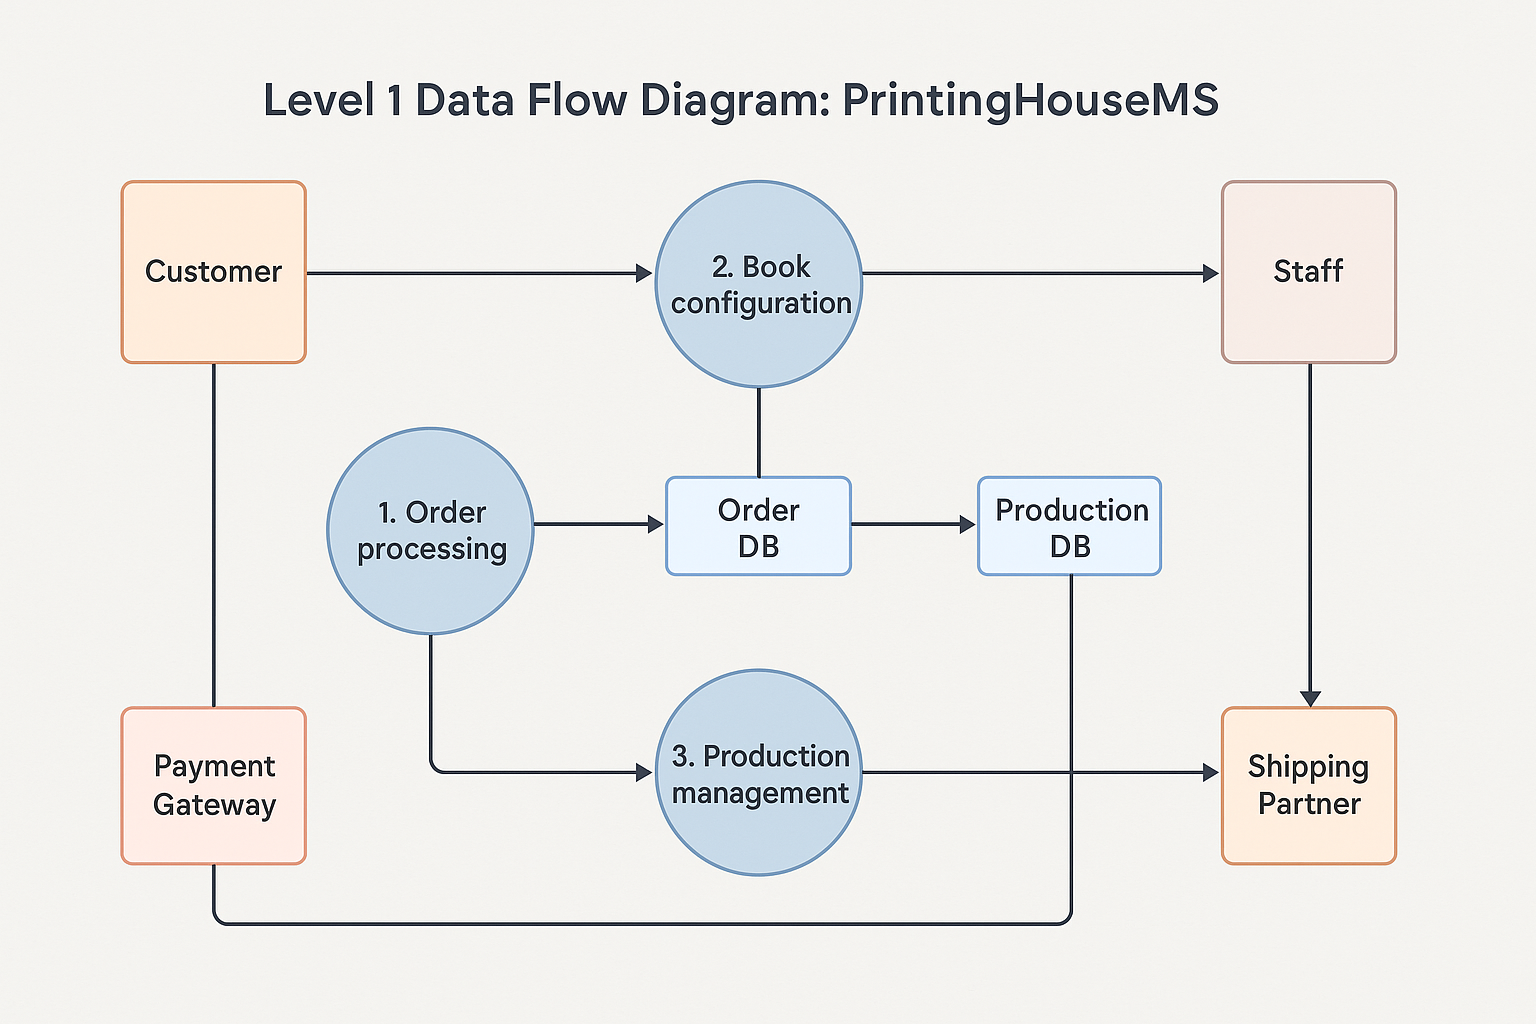 Level 1 Data Flow Diagram: PrintingHouseMS
Customer
2. Book
configuration
Staff
1. Order
processing
Order
DB
Production
DB
Payment
Gateway
3. Production
management
Shipping
Partner